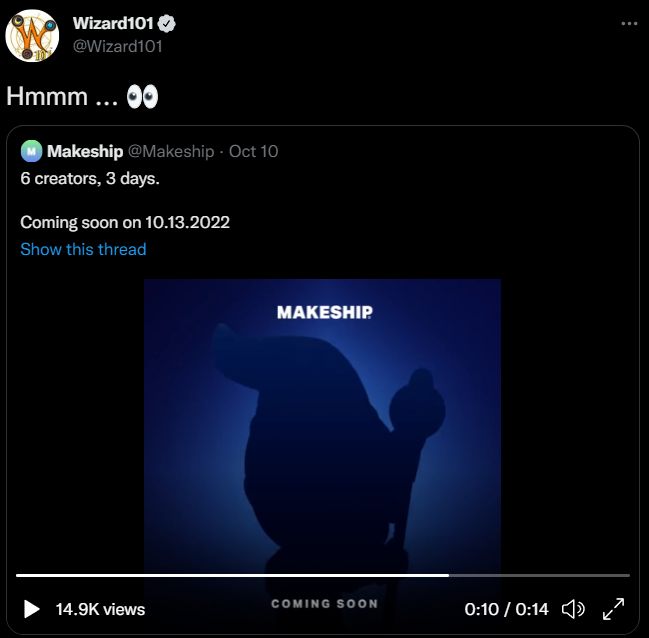 Wizard101
@Wizard101
Hmmm ... 👀
Makeship @Makeship · Oct 10
6 creators, 3 days.
Coming soon on 10.13.2022
Show this thread
MAKESHIP
COMING SOON
14.9K views
0:10 / 0:14